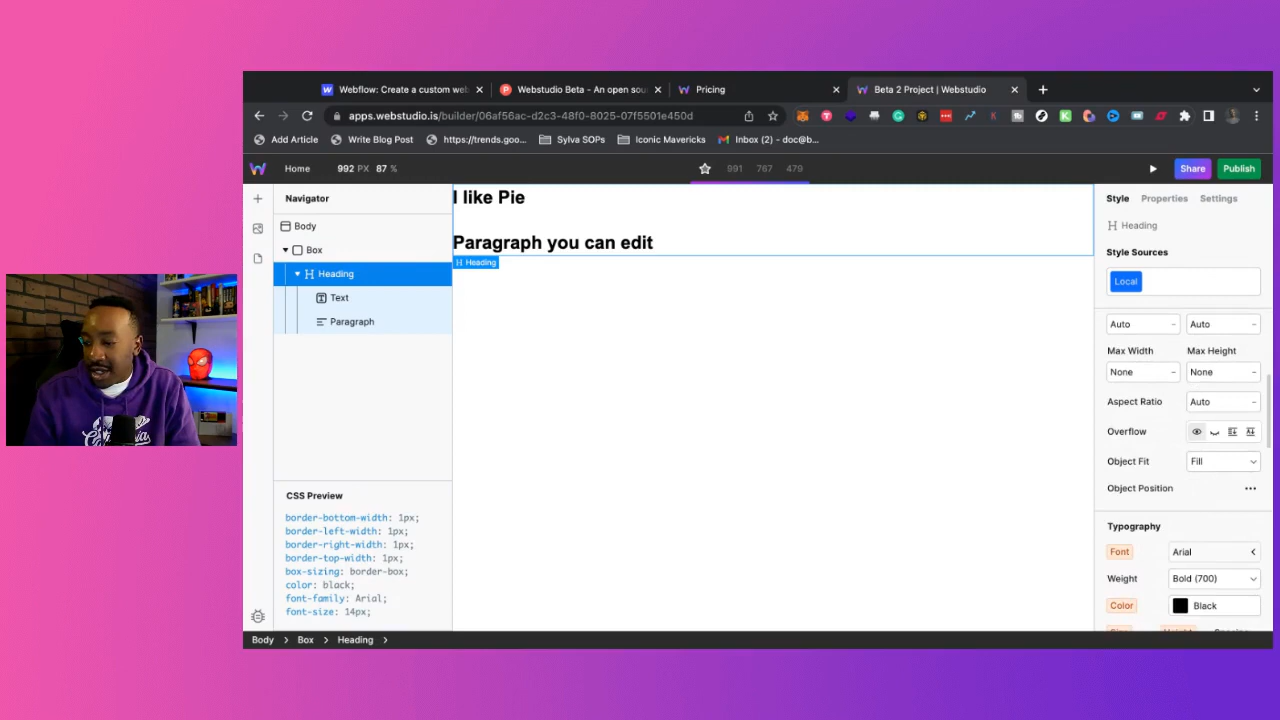 Webflow: Create a custom web
Webstudio Beta - An open sou
Pricing
Beta 2 Project | Webstudio
apps.webstudio.is/builder/06af56ac-d2c3-48f0-8025-07f5501e450d
Add Article
Write Blog Post
https://trends.goo...
Sylva SOPs
Iconic Mavericks
Inbox (2) - doc@b...
Home
992 PX 87 %
991 767 479
Share
Publish
Navigator
Body
Box
Heading
Text
Paragraph
I like Pie
Paragraph you can edit
Heading
CSS Preview
border-bottom-width: 1px;
border-left-width: 1px;
border-right-width: 1px;
border-top-width: 1px;
box-sizing: border-box;
color: black;
font-family: Arial;
font-size: 14px;
Style Properties Settings
Heading
Style Sources
Local
Auto Auto
Max Width Max Height
None None
Aspect Ratio Auto
Overflow
Object Fit Fill
Object Position
Typography
Font Arial
Weight Bold (700)
Color Black
Body > Box > Heading >